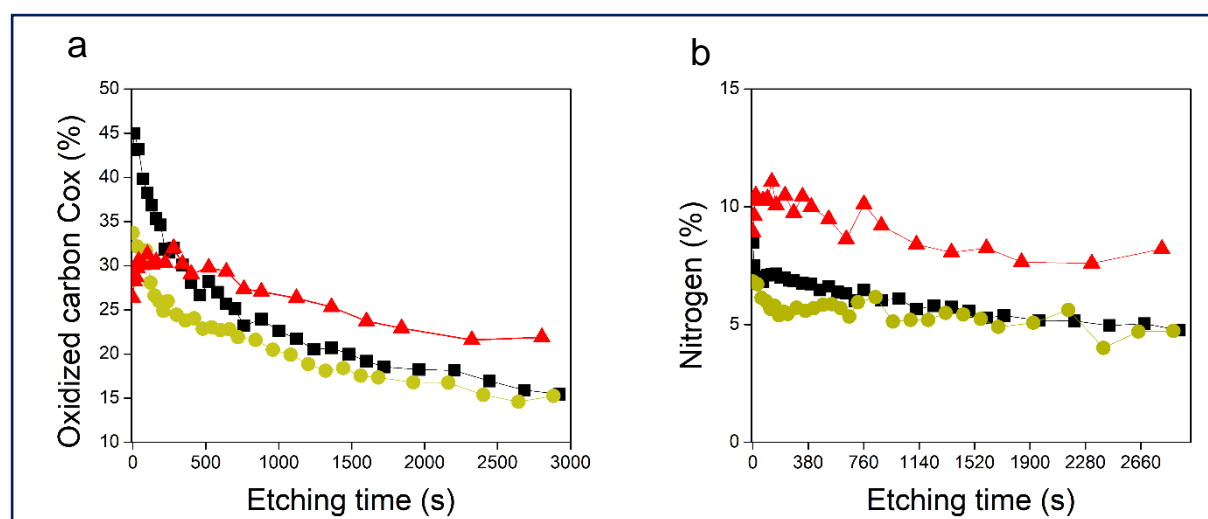 a
Oxidized carbon Cox (%)
50
45
40
35
30
25
20
15
10
0 500 1000 1500 2000 2500 3000
Etching time (s)
b
Nitrogen (%)
15
10
5
0
0 380 760 1140 1520 1900 2280 2660
Etching time (s)